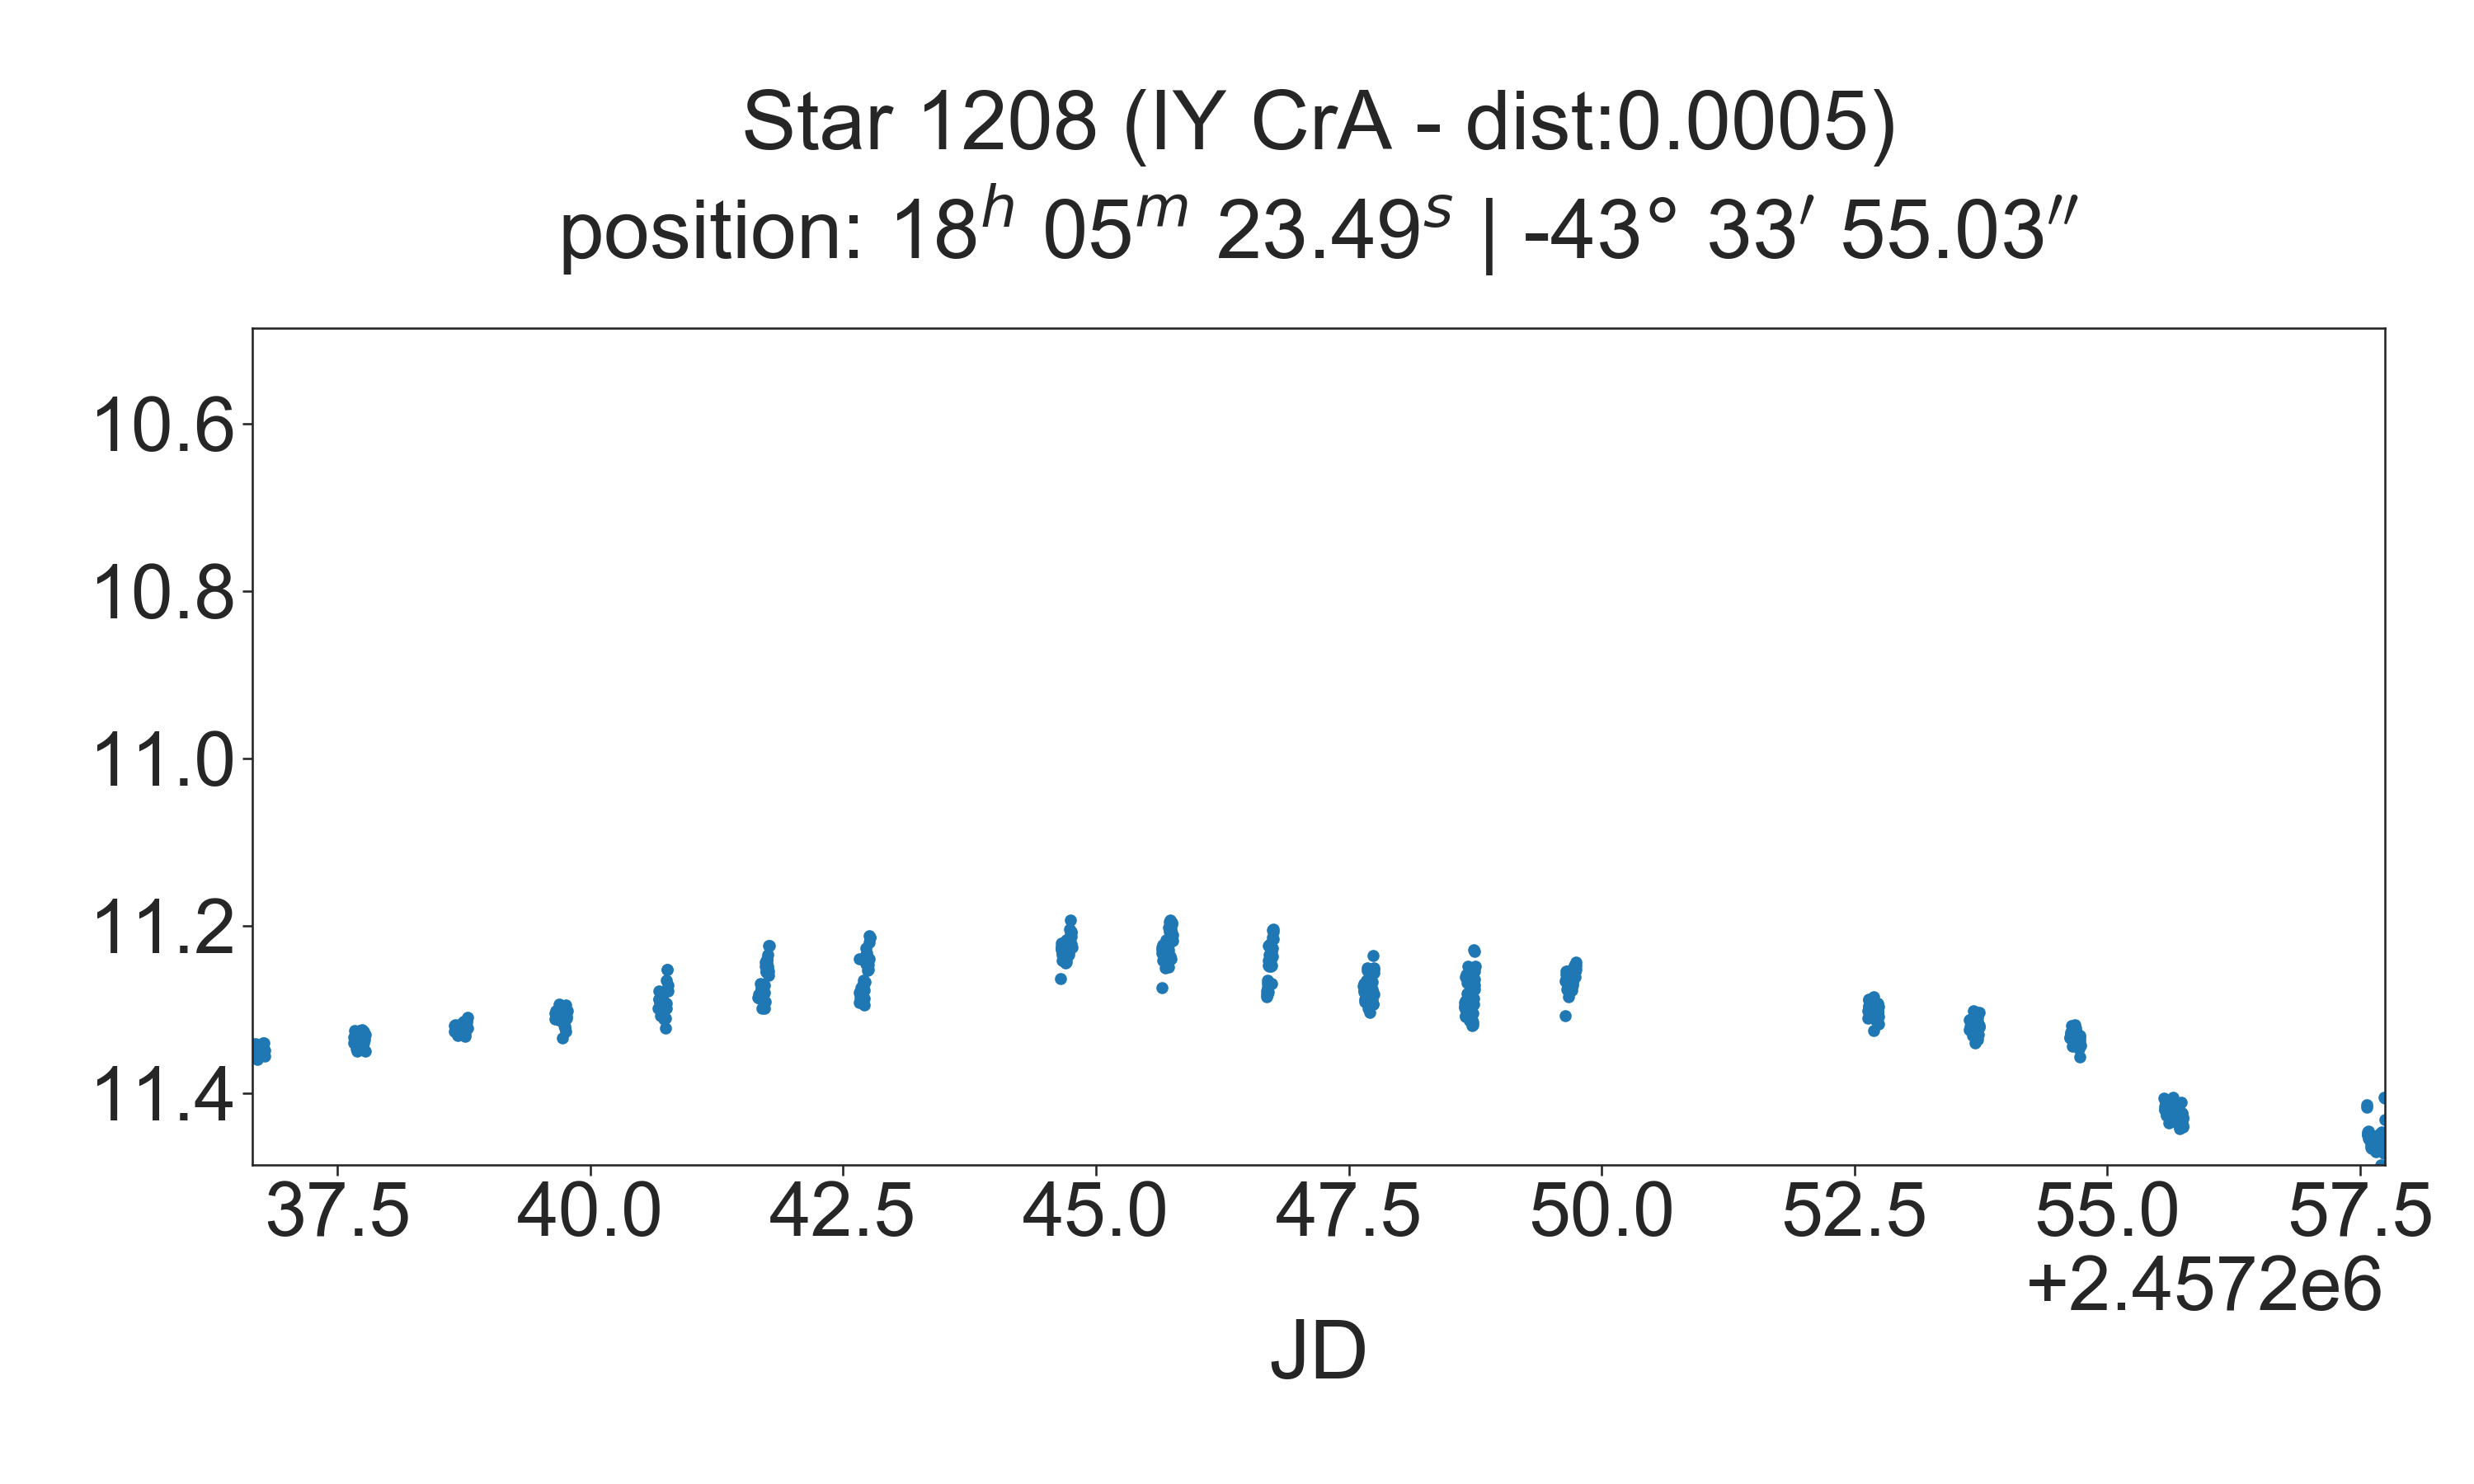 Star 1208 (IY CrA - dist:0.0005)
position: 18h 05m 23.49s | -43° 33′ 55.03″
10.6
10.8
11.0
11.2
11.4
37.5 40.0 42.5 45.0 47.5 50.0 52.5 55.0 57.5
+2.4572e6
JD